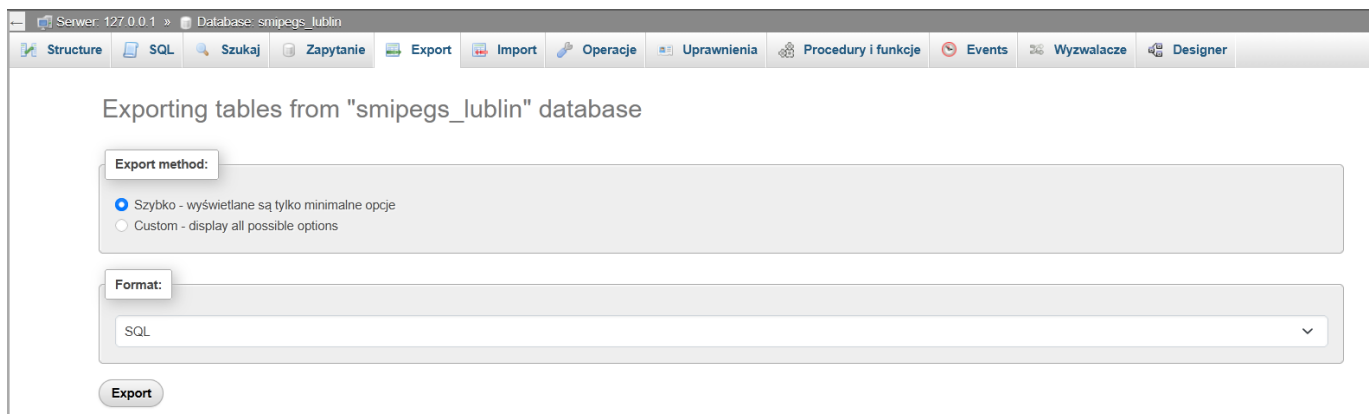 ← Serwer: 127.0.0.1 » Database: smipegs_lublin
Structure SQL Szukaj Zapytanie Export Import Operacje Uprawnienia Procedury i funkcje Events Wyzwalacze Designer
Exporting tables from "smipegs_lublin" database
Export method:
Szybko - wyświetlane są tylko minimalne opcje
Custom - display all possible options
Format:
SQL
Export